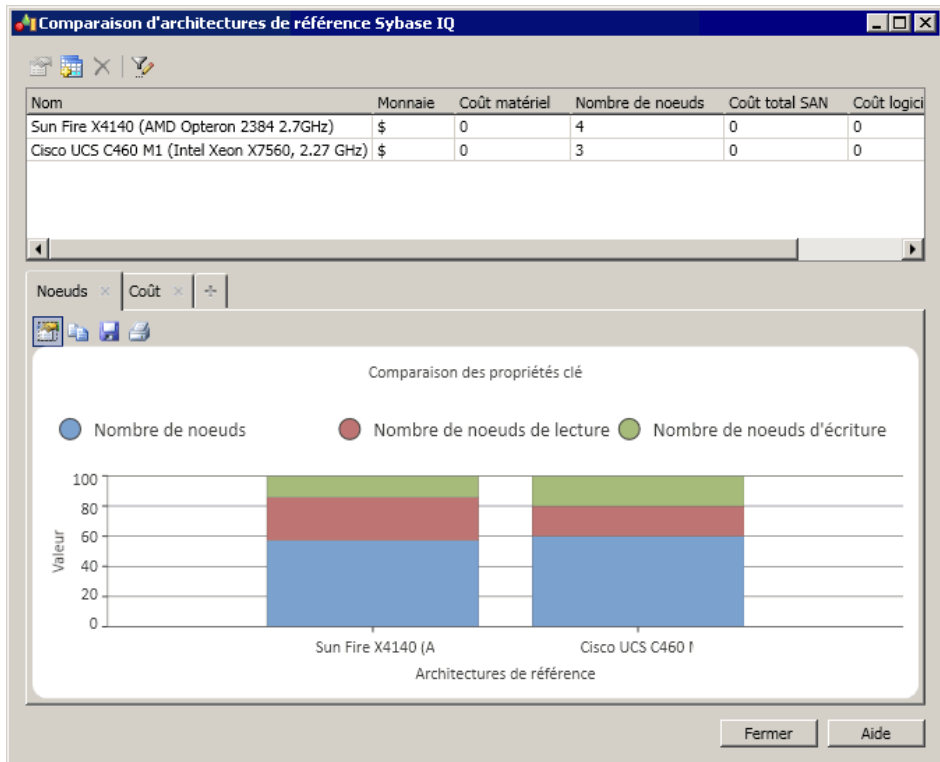 Comparaison d'architectures de référence Sybase IQ
Nom Monnaie Coût matériel Nombre de noeuds Coût total SAN Coût logici
Sun Fire X4140 (AMD Opteron 2384 2.7GHz) $ 0 4 0 0
Cisco UCS C460 M1 (Intel Xeon X7560, 2.27 GHz) $ 0 3 0 0
Noeuds Coût
Comparaison des propriétés clé
Nombre de noeuds Nombre de noeuds de lecture Nombre de noeuds d'écriture
100
80
60
40
20
0
Valeur
Sun Fire X4140 (A Cisco UCS C460 M
Architectures de référence
Fermer Aide